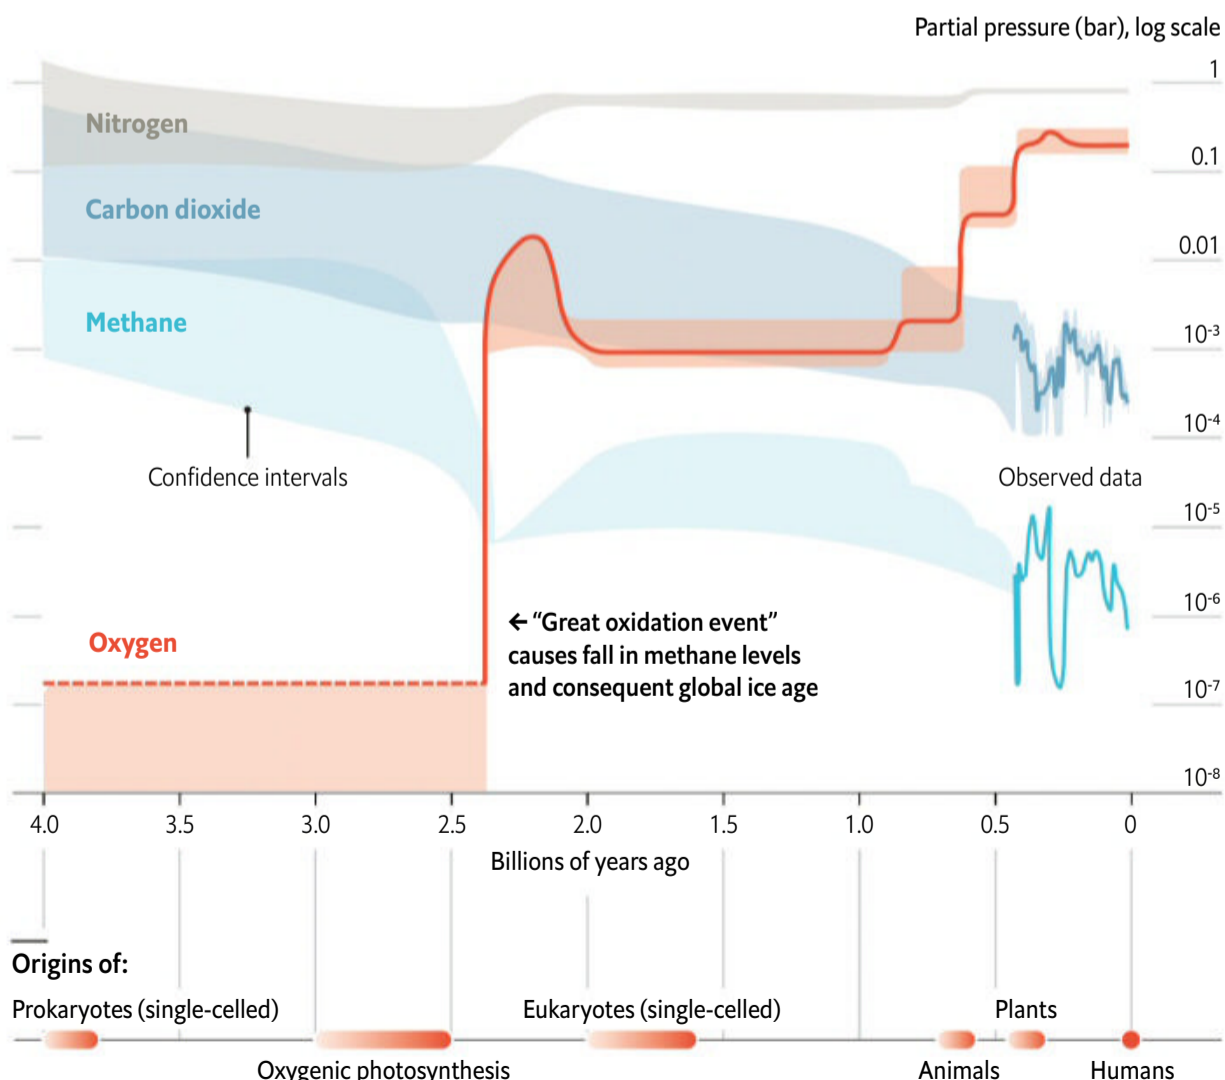 Partial pressure (bar), log scale
1
Nitrogen
0.1
Carbon dioxide
0.01
Methane
10-3
10-4
Confidence intervals
Observed data
10-5
← “Great oxidation event”
causes fall in methane levels
and consequent global ice age
10-6
Oxygen
10-7
10-8
4.0 3.5 3.0 2.5 2.0 1.5 1.0 0.5 0
Billions of years ago
Origins of:
Prokaryotes (single-celled) Eukaryotes (single-celled) Plants
Oxygenic photosynthesis Animals Humans